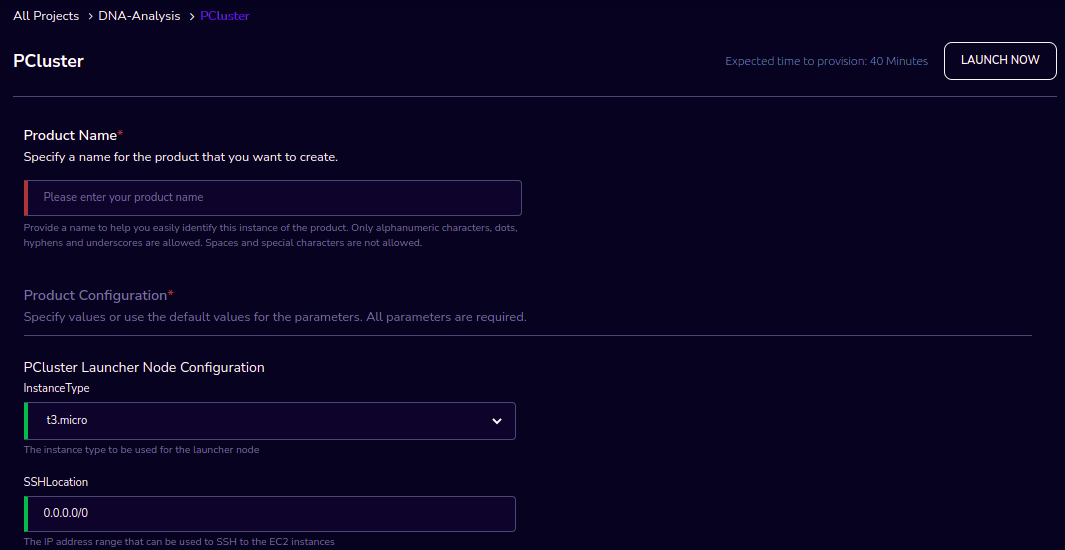 All Projects > DNA-Analysis > PCluster
PCluster
Expected time to provision: 40 Minutes
LAUNCH NOW
Product Name*
Specify a name for the product that you want to create.
Please enter your product name
Provide a name to help you easily identify this instance of the product. Only alphanumeric characters, dots,
hyphens and underscores are allowed. Spaces and special characters are not allowed.
Product Configuration*
Specify values or use the default values for the parameters. All parameters are required.
PCluster Launcher Node Configuration
InstanceType
t3.micro
The instance type to be used for the launcher node
SSHLocation
0.0.0.0/0
The IP address range that can be used to SSH to the EC2 instances